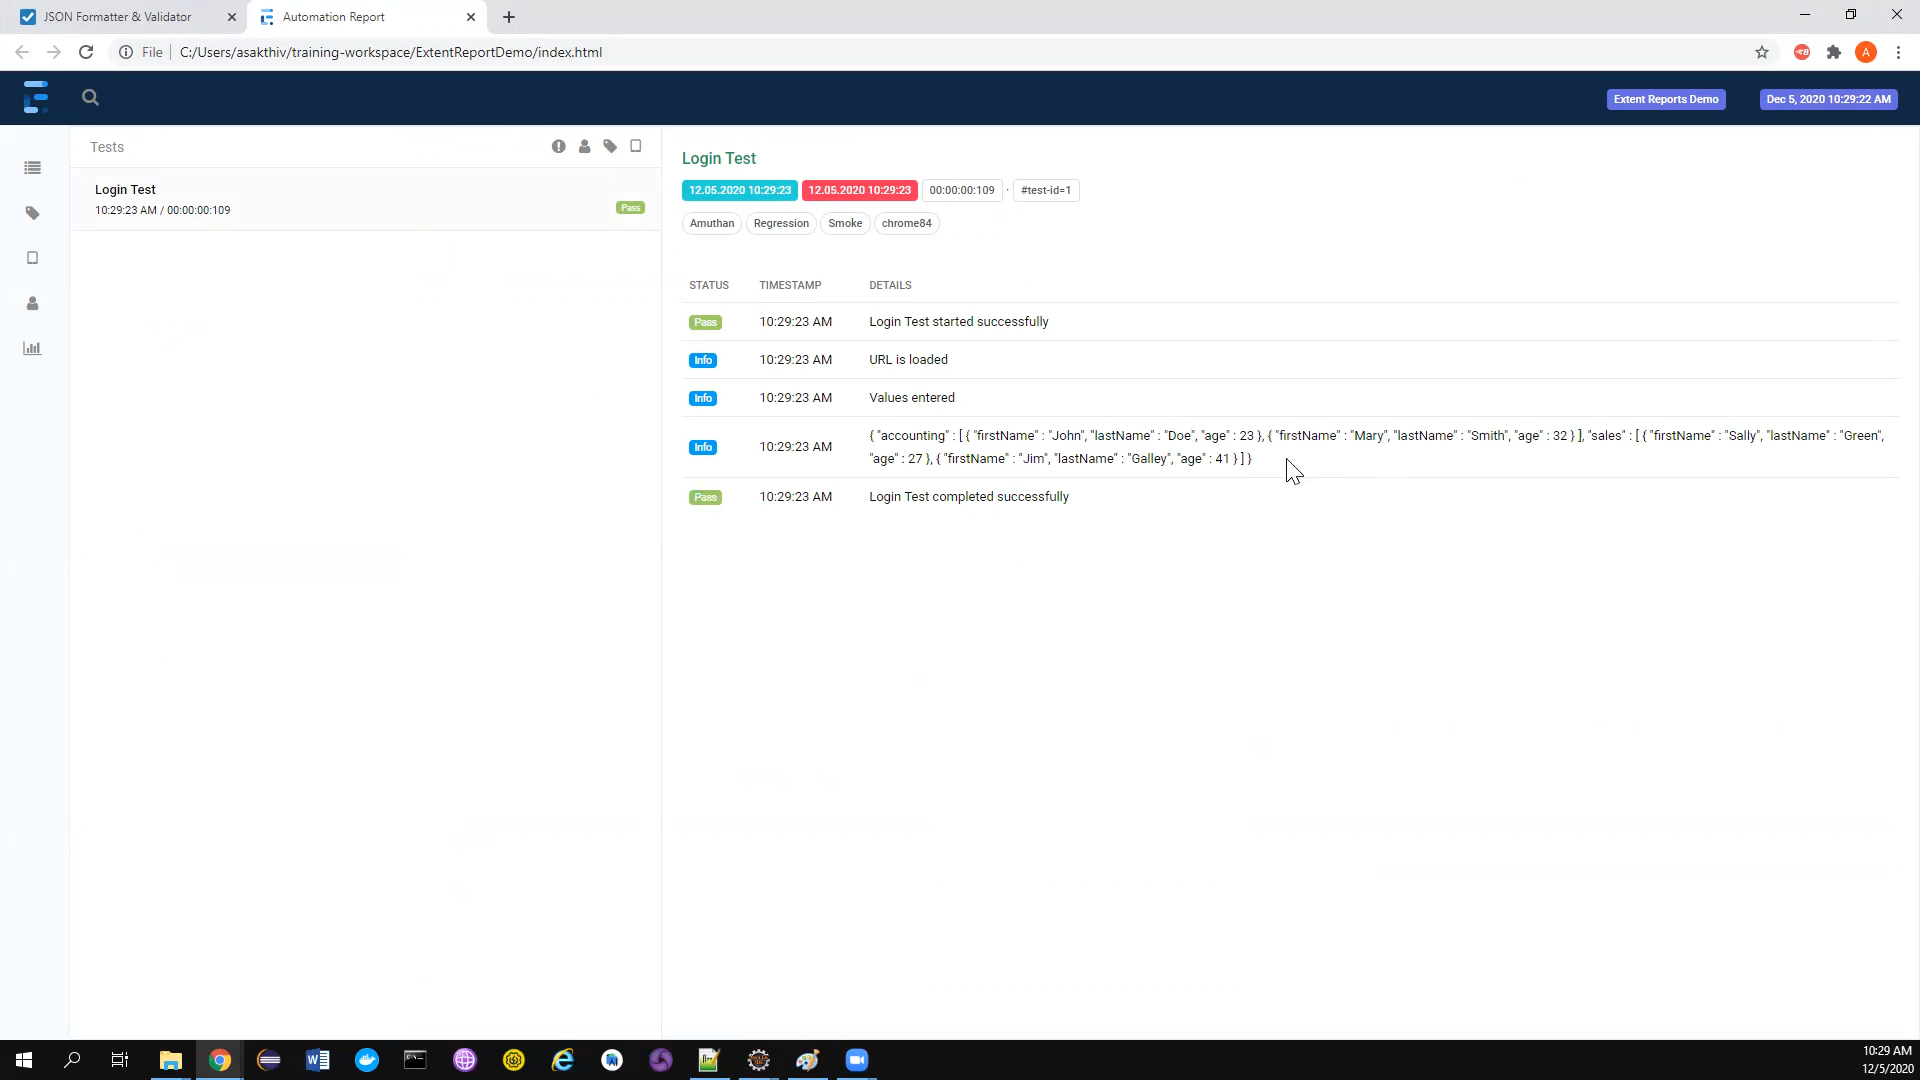 JSON Formatter & Validator
Automation Report
File
C:/Users/asakthiv/training-workspace/ExtentReportDemo/index.html
A
Extent Reports Demo
Dec 5, 2020 10:29:22 AM
Tests
Login Test
10:29:23 AM / 00:00:00:109
Pass
Login Test
12.05.2020 10:29:23
12.05.2020 10:29:23
00:00:00:109
·
#test-id=1
Amuthan
Regression
Smoke
chrome84
STATUS
TIMESTAMP
DETAILS
Pass
10:29:23 AM
Login Test started successfully
Info
10:29:23 AM
URL is loaded
Info
10:29:23 AM
Values entered
Info
10:29:23 AM
{ "accounting" : [ { "firstName" : "John", "lastName" : "Doe", "age" : 23 }, { "firstName" : "Mary", "lastName" : "Smith", "age" : 32 } ], "sales" : [ { "firstName" : "Sally", "lastName" : "Green",
"age" : 27 }, { "firstName" : "Jim", "lastName" : "Galley", "age" : 41 } ] }
Pass
10:29:23 AM
Login Test completed successfully
10:29 AM
12/5/2020